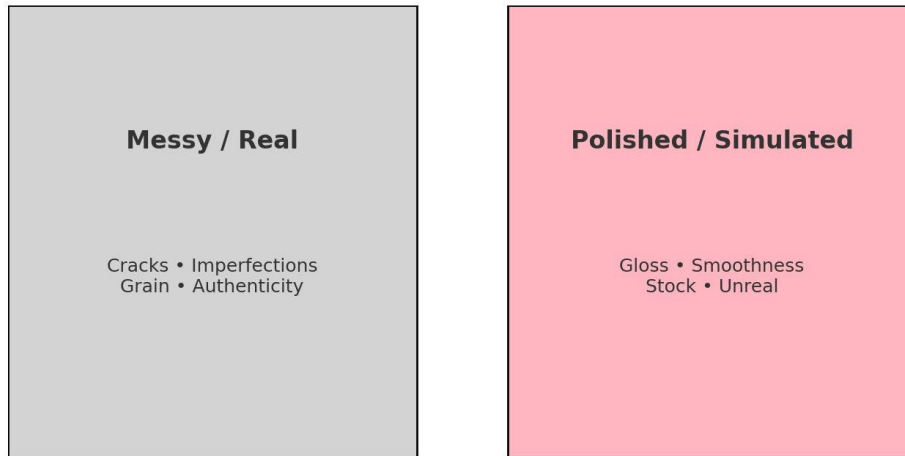 Messy / Real
Cracks • Imperfections
Grain • Authenticity
Polished / Simulated
Gloss • Smoothness
Stock • Unreal